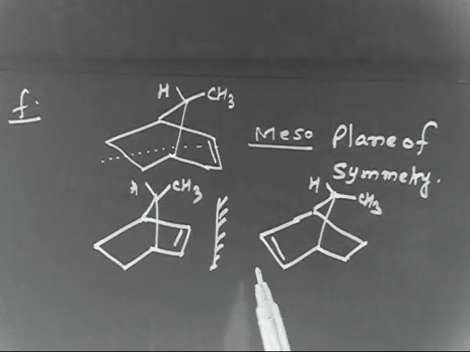 f.
H CH3
Meso Plane of
Symmetry.
H CH3
H CH3